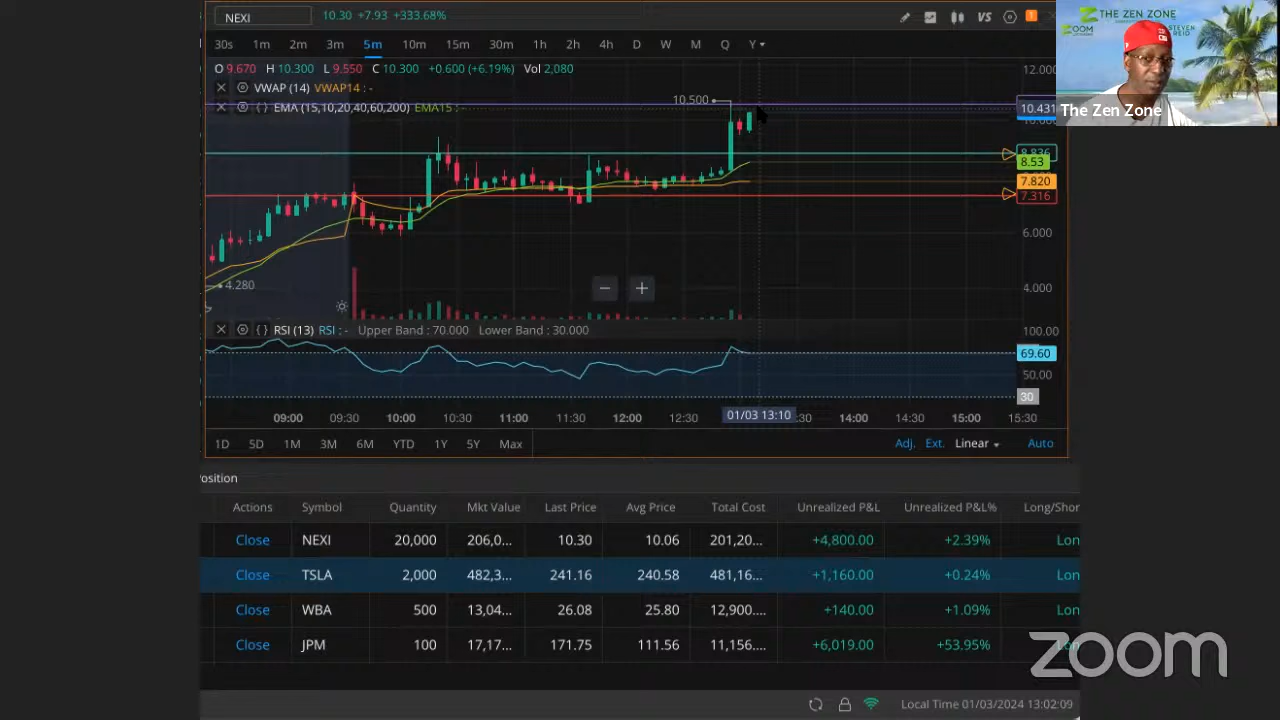 NEXI 10.30 +7.93 +333.68% VS 1
THE ZEN ZONE
ZOOM STEVEN
REID
30s 1m 2m 3m 5m 10m 15m 30m 1h 2h 4h D W M Q Y
O 9.670 H 10.300 L 9.550 C 10.300 +0.600 (+6.19%) Vol 2,080 12.000
VWAP (14) VWAP14 : -
10.500
EMA (15,10,20,40,60,200) EMA15 : - 10.431
The Zen Zone
10.000
8.836
8.53
7.820
7.316
6.000
4.280 4.000
− +
RSI (13) RSI : - Upper Band : 70.000 Lower Band : 30.000 100.00
69.60
50.00
30
09:00 09:30 10:00 10:30 11:00 11:30 12:00 12:30 01/03 13:10 :30 14:00 14:30 15:00 15:30
1D 5D 1M 3M 6M YTD 1Y 5Y Max Adj. Ext. Linear Auto
osition
Actions Symbol Quantity Mkt Value Last Price Avg Price Total Cost Unrealized P&L Unrealized P&L% Long/Shor
Close NEXI 20,000 206,0... 10.30 10.06 201,20... +4,800.00 +2.39% Lon
Close TSLA 2,000 482,3... 241.16 240.58 481,16... +1,160.00 +0.24% Lon
Close WBA 500 13,04... 26.08 25.80 12,900.... +140.00 +1.09% Lon
Close JPM 100 17,17... 171.75 111.56 11,156.... +6,019.00 +53.95% Lon
zoom
Local Time 01/03/2024 13:02:09